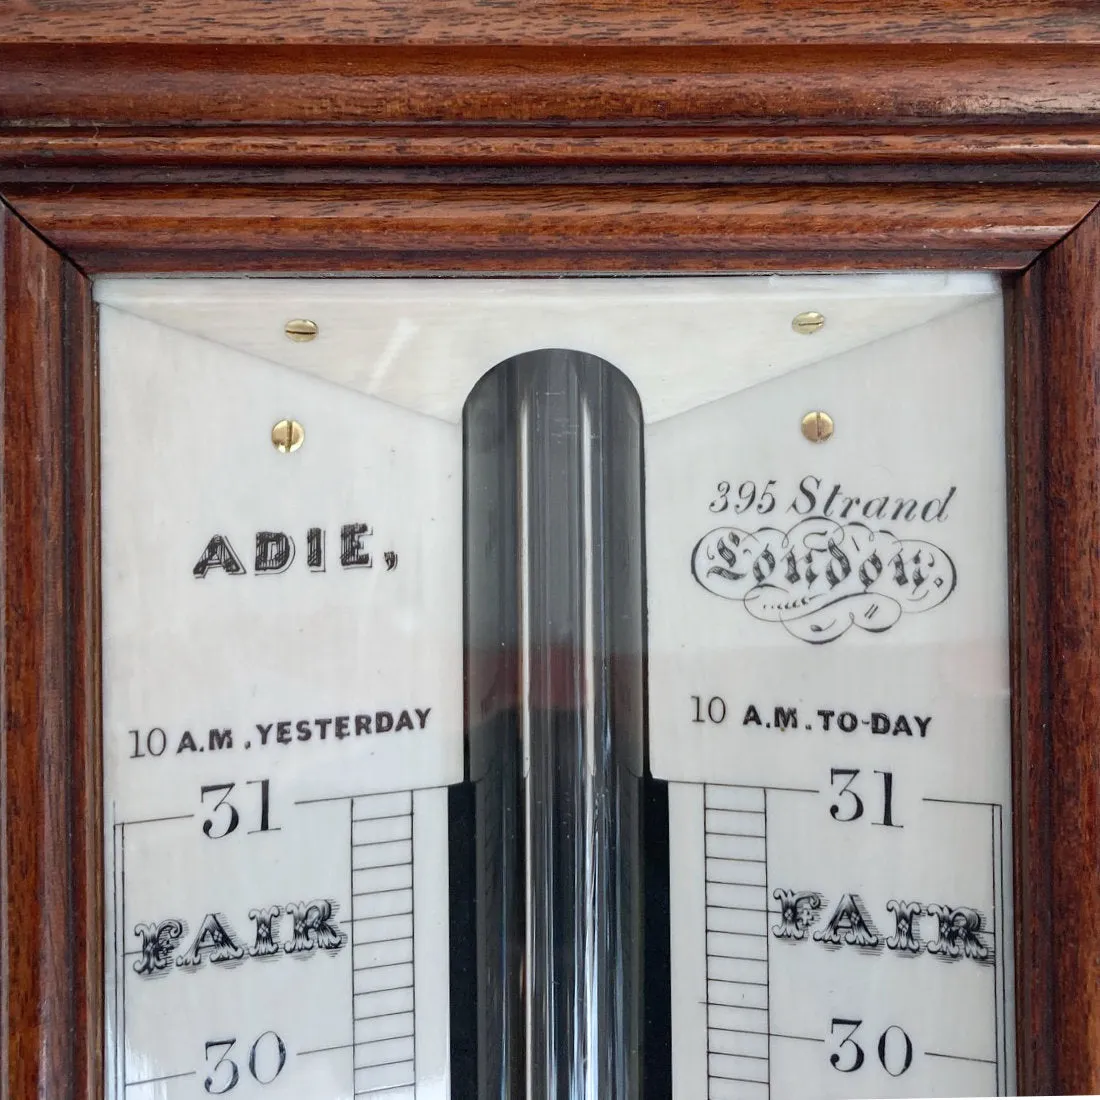 ADIE,
395 Strand
London.
10 A.M. YESTERDAY
10 A.M. TO-DAY
31
31
FAIR
FAIR
30
30